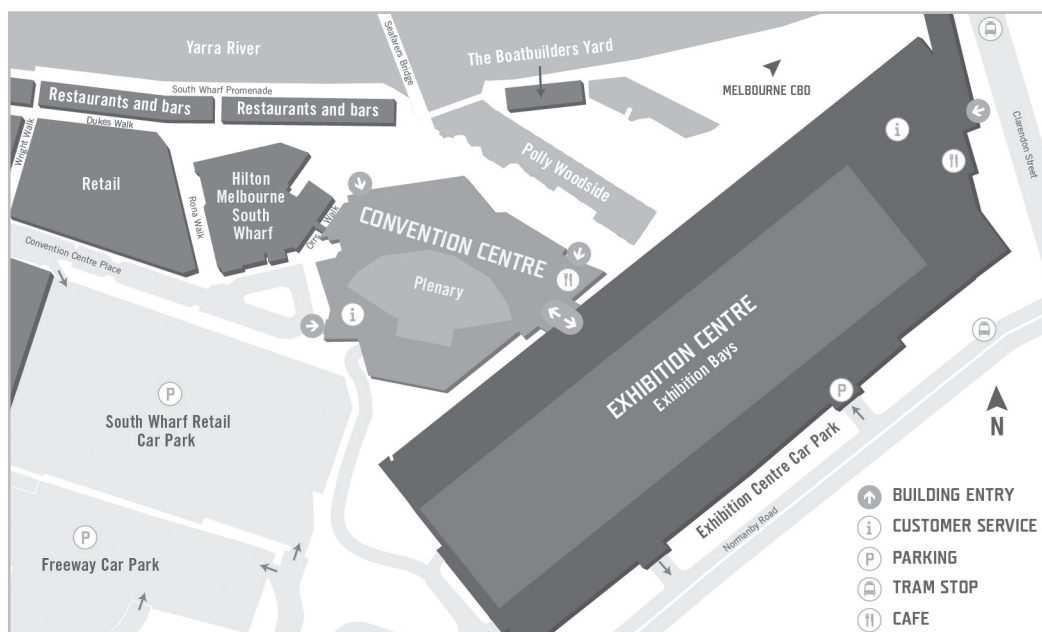 Yarra River
Seafarers Bridge
The Boatbuilders Yard
MELBOURNE CBD
Clarendon Street
South Wharf Promenade
Restaurants and bars
Restaurants and bars
Dukes Walk
Wright Walk
Retail
Rona Walk
Hilton
Melbourne
South
Wharf
Orrs Walk
Polly Woodside
CONVENTION CENTRE
Plenary
i
i
Convention Centre Place
P
South Wharf Retail
Car Park
P
Freeway Car Park
EXHIBITION CENTRE
Exhibition Bays
P
Exhibition Centre Car Park
Normanby Road
N
BUILDING ENTRY
i CUSTOMER SERVICE
P PARKING
TRAM STOP
CAFE